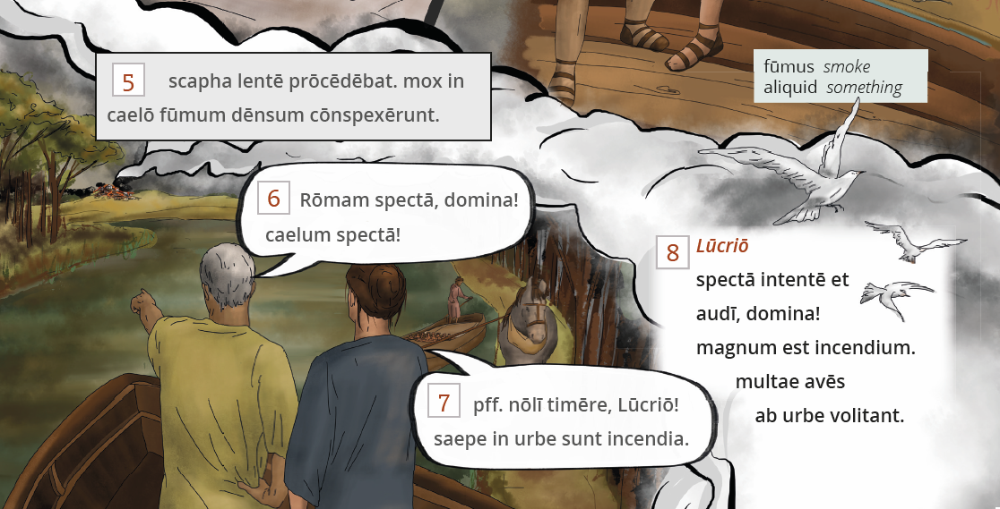 5 scapha lentē prōcēdēbat. mox in
caelō fūmum dēnsum cōnspexērunt.
fūmus smoke
aliquid something
6 Rōmam spectā, domina!
caelum spectā!
7 pff. nōlī timēre, Lūcriō!
saepe in urbe sunt incendia.
8 Lūcriō
spectā intentē et
audī, domina!
magnum est incendium.
multae avēs
ab urbe volitant.